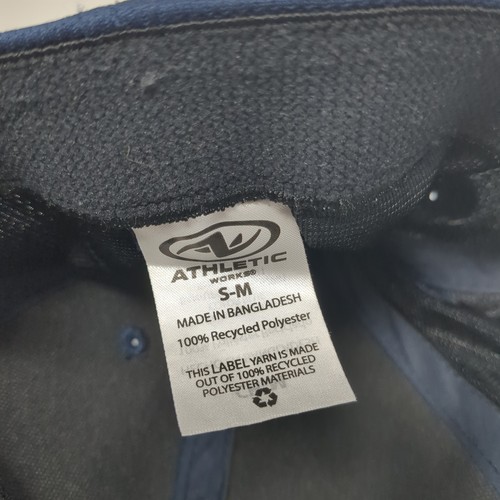 ATHLETIC
WORKS®
S-M
MADE IN BANGLADESH
100% Recycled Polyester
THIS LABEL YARN IS MADE
OUT OF 100% RECYCLED
POLYESTER MATERIALS